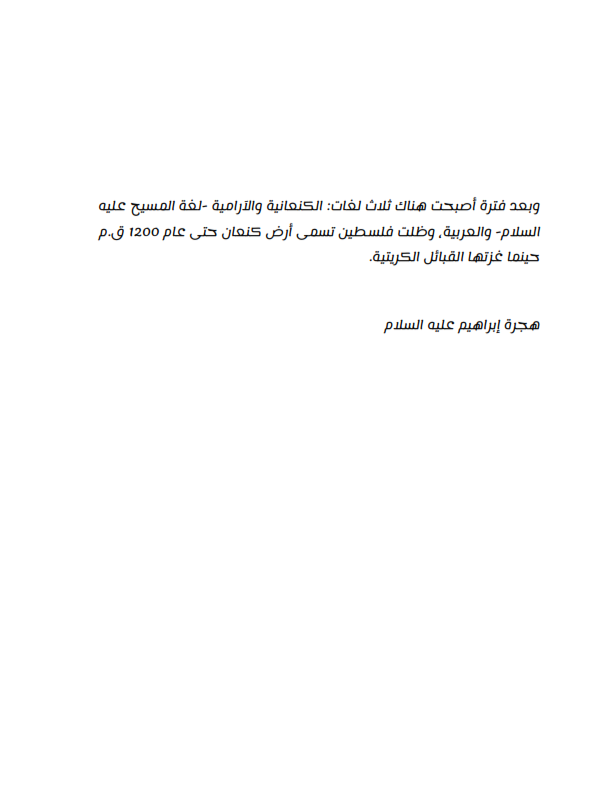 وبعد فترة أصبحت هناك ثلاث لغات: الكنعانية والآرامية -لغة المسيح عليه
السلام- والعربية، وظلت فلسطين تسمى أرض كنعان حتى عام 1200 ق.م
حينما غزتها القبائل الكريتية.
هجرة إبراهيم عليه السلام